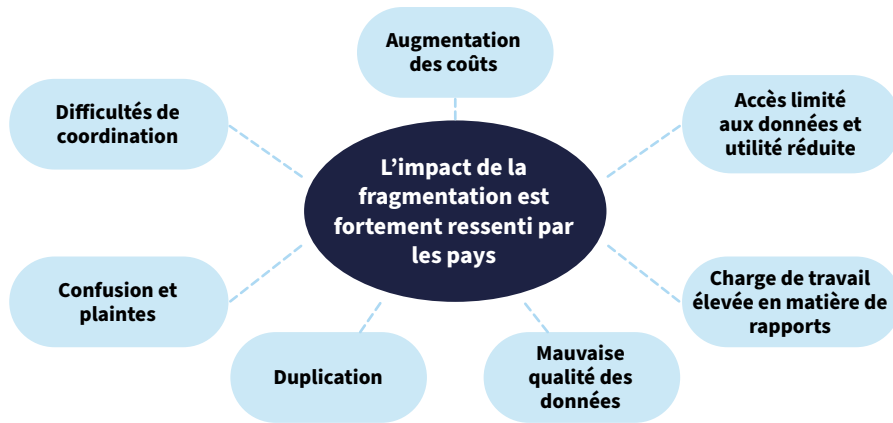 Augmentation
des coûts
Difficultés de
coordination
Accès limité
aux données et
utilité réduite
L'impact de la
fragmentation est
fortement ressenti par
les pays
Confusion et
plaintes
Charge de travail
élevée en matière de
rapports
Duplication
Mauvaise
qualité des
données